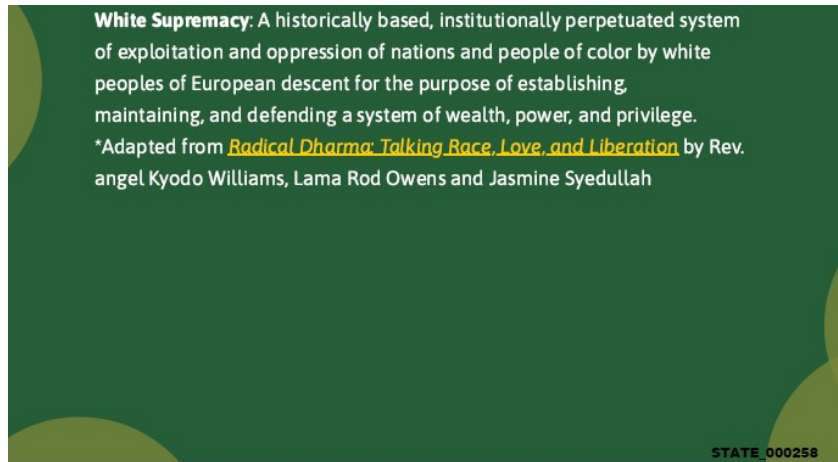 White Supremacy: A historically based, institutionally perpetuated system
of exploitation and oppression of nations and people of color by white
peoples of European descent for the purpose of establishing,
maintaining, and defending a system of wealth, power, and privilege.
*Adapted from Radical Dharma: Talking Race, Love, and Liberation by Rev.
angel Kyodo Williams, Lama Rod Owens and Jasmine Syedullah
STATE_000258